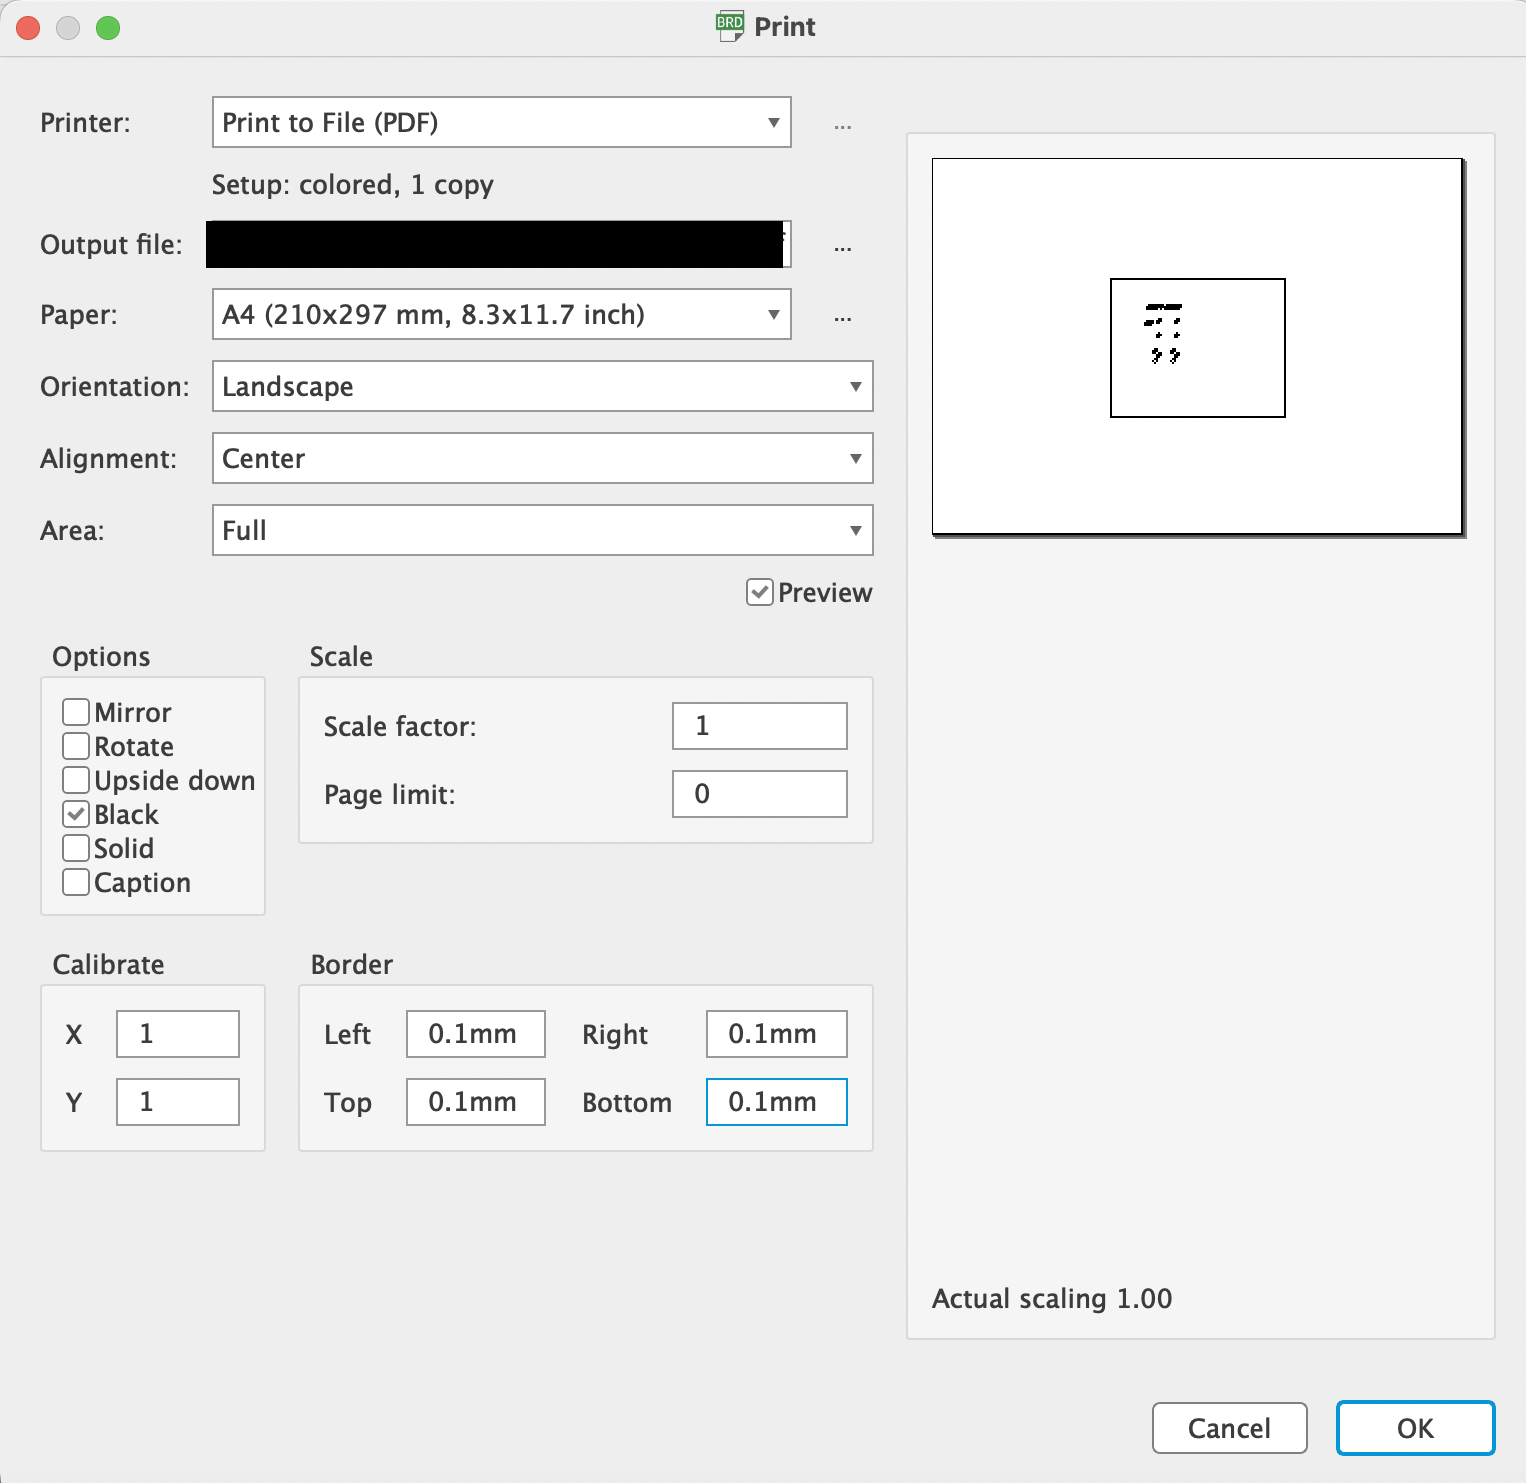 BRD Print
Printer: Print to File (PDF) ...
Setup: colored, 1 copy
Output file: ...
Paper: A4 (210x297 mm, 8.3x11.7 inch) ...
Orientation: Landscape
Alignment: Center
Area: Full
Preview
Options
Mirror
Rotate
Upside down
Black
Solid
Caption
Scale
Scale factor: 1
Page limit: 0
Calibrate
X 1
Y 1
Border
Left 0.1mm Right 0.1mm
Top 0.1mm Bottom 0.1mm
Actual scaling 1.00
Cancel OK